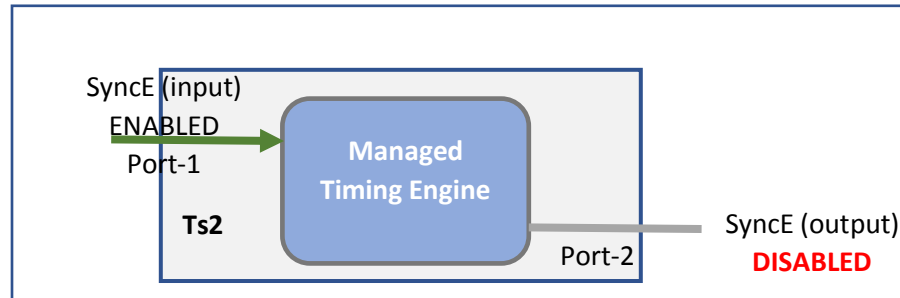 SyncE (input)
ENABLED
Port-1
Managed
Timing Engine
Ts2
Port-2
SyncE (output)
DISABLED